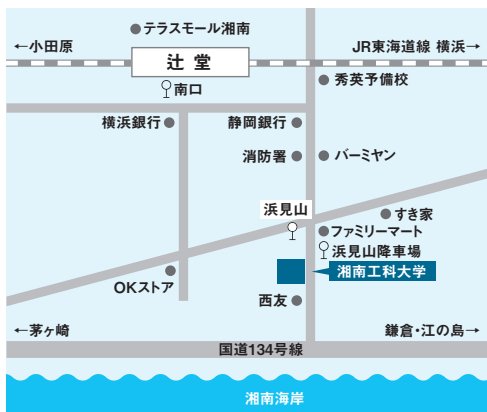 テラスモール湘南
←小田原
JR東海道線 横浜→
辻堂
南口
秀英予備校
横浜銀行
静岡銀行
消防署
バーミヤン
浜見山
すき家
ファミリーマート
浜見山降車場
湘南工科大学
OKストア
西友
←茅ヶ崎
鎌倉・江の島→
国道134号線
湘南海岸